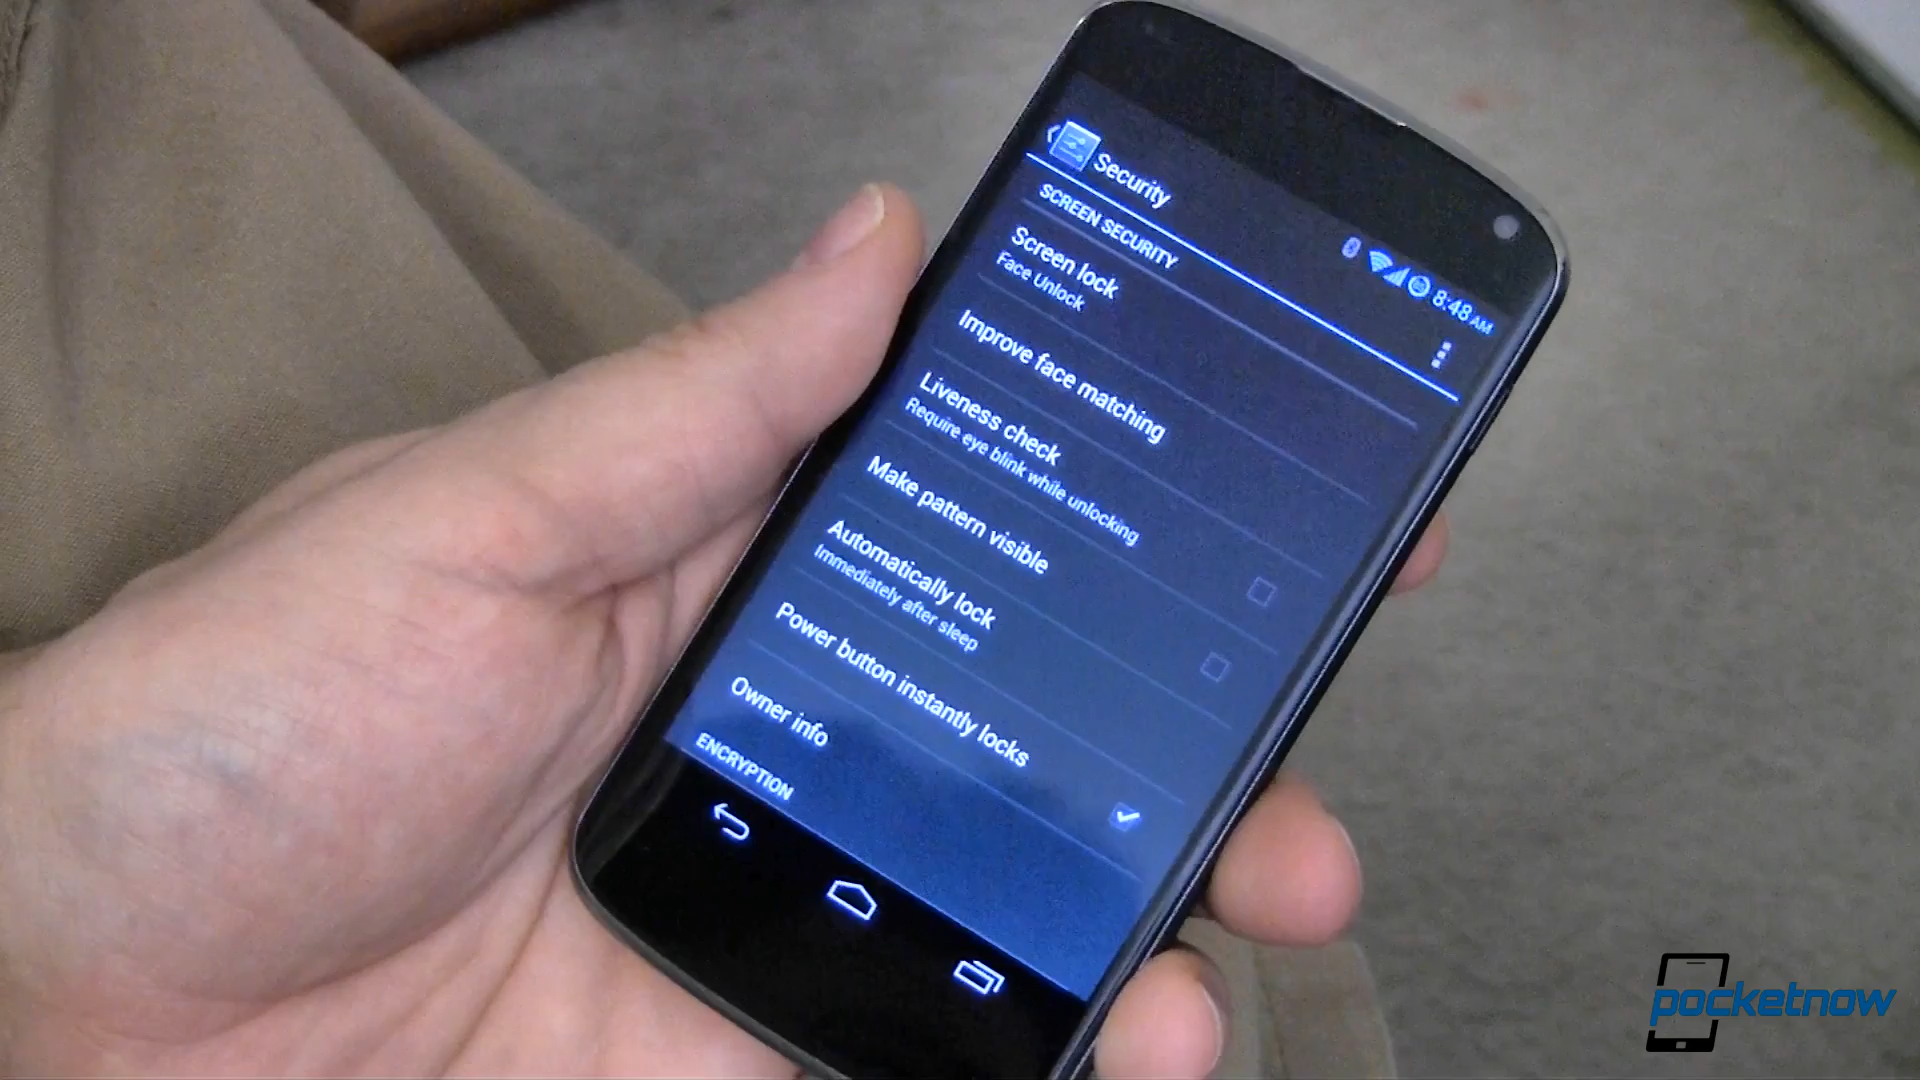 8:48 AM
Security
SCREEN SECURITY
Screen lock
Face Unlock
Improve face matching
Liveness check
Require eye blink while unlocking
Make pattern visible
Automatically lock
Immediately after sleep
Power button instantly locks
Owner info
ENCRYPTION
pocketnow